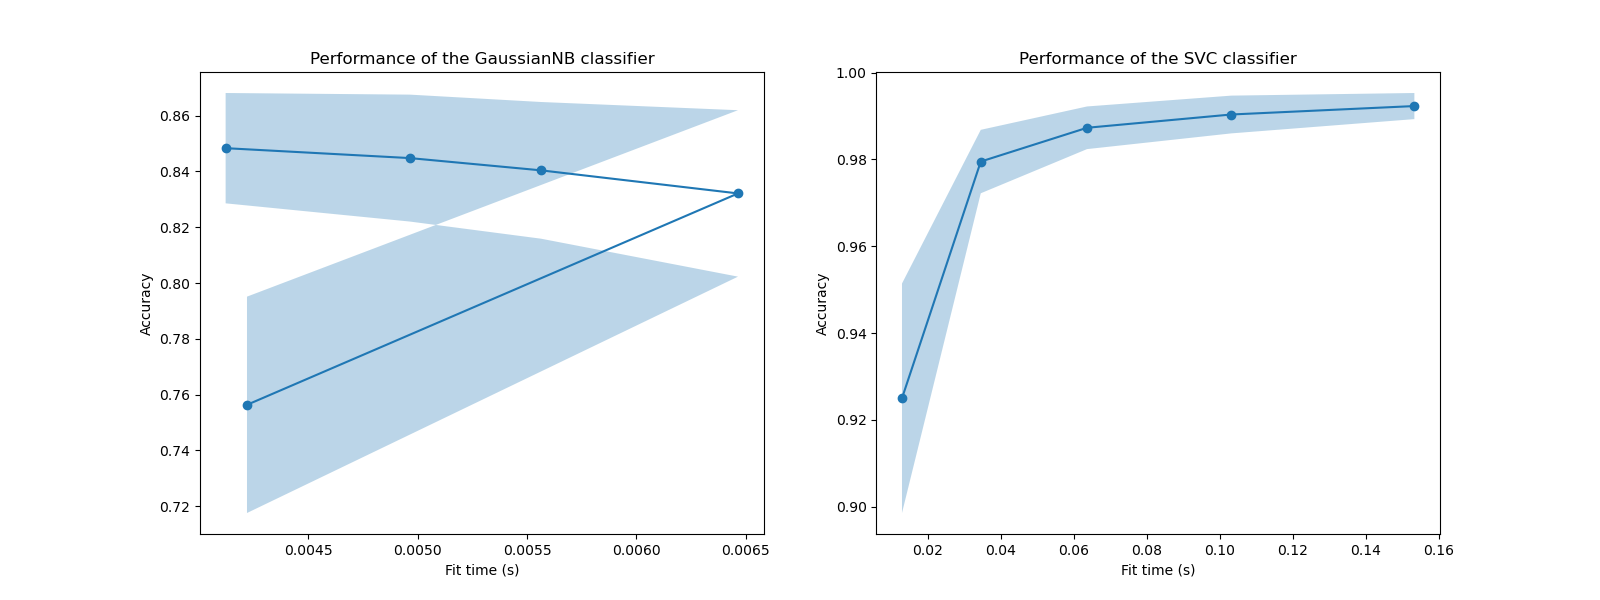 Performance of the GaussianNB classifier
Accuracy
0.86
0.84
0.82
0.80
0.78
0.76
0.74
0.72
0.0045 0.0050 0.0055 0.0060 0.0065
Fit time (s)
Performance of the SVC classifier
Accuracy
1.00
0.98
0.96
0.94
0.92
0.90
0.02 0.04 0.06 0.08 0.10 0.12 0.14 0.16
Fit time (s)